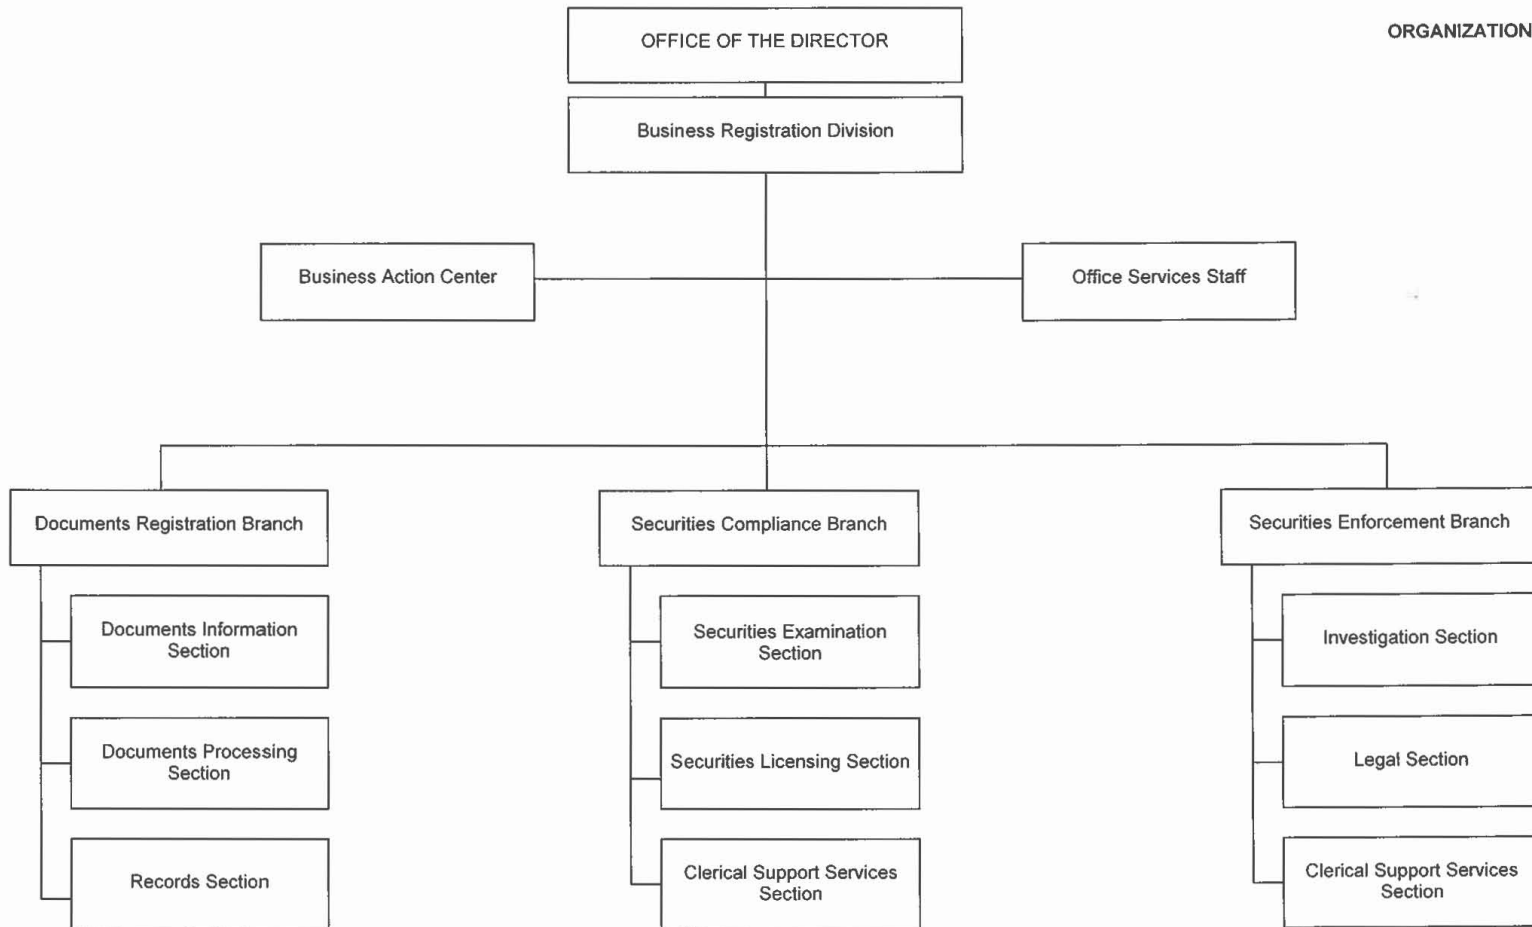 OFFICE OF THE DIRECTOR
ORGANIZATION
Business Registration Division
Business Action Center
Office Services Staff
Documents Registration Branch
Securities Compliance Branch
Securities Enforcement Branch
Documents Information
Section
Securities Examination
Section
Investigation Section
Documents Processing
Section
Securities Licensing Section
Legal Section
Records Section
Clerical Support Services
Section
Clerical Support Services
Section